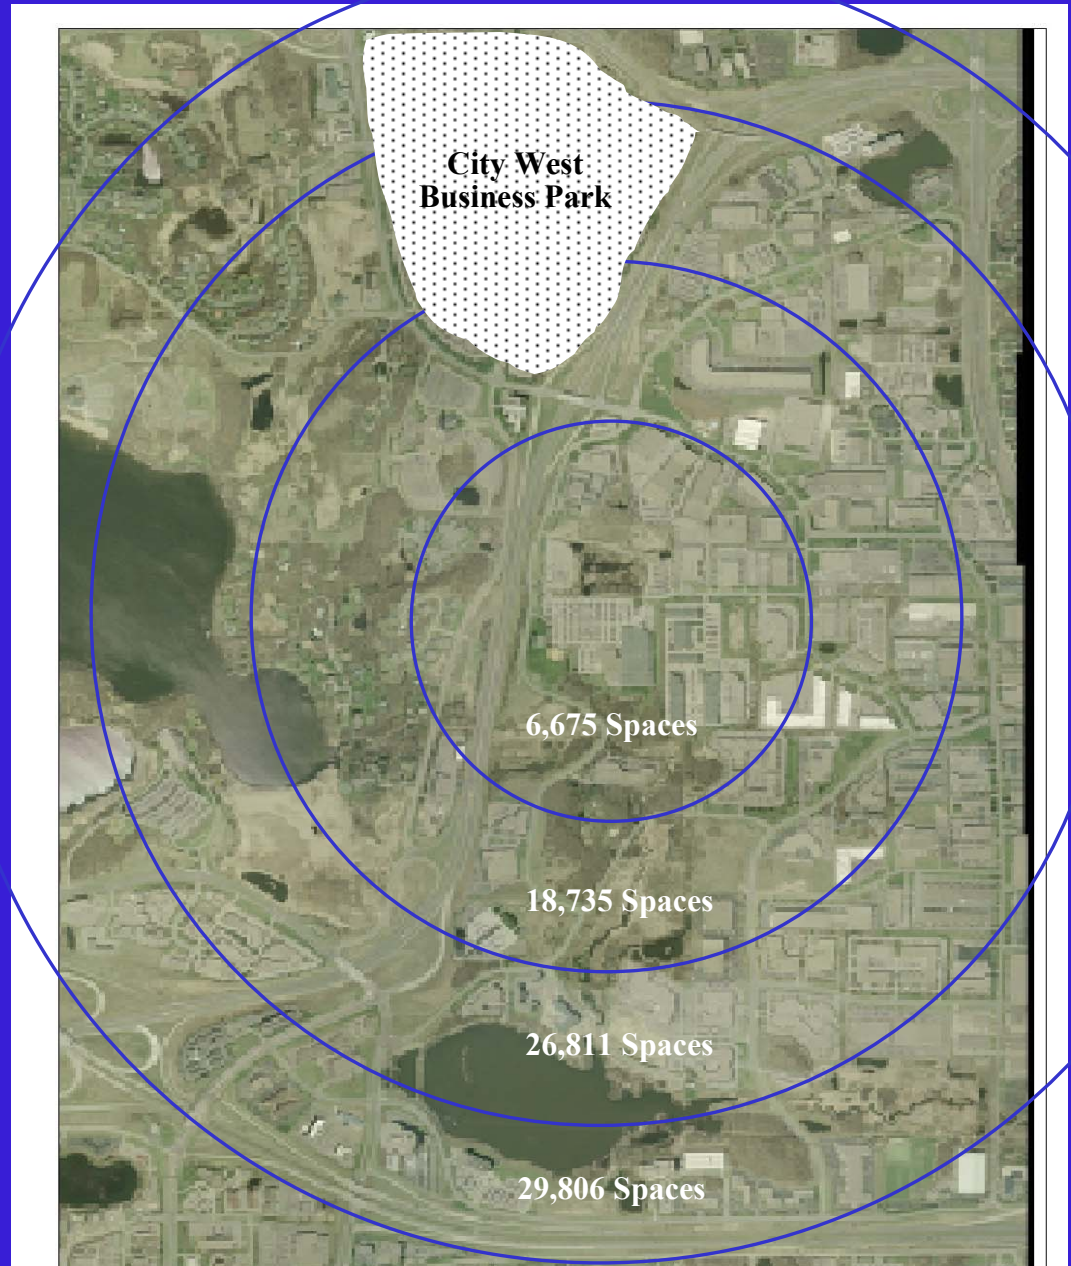 City West
Business Park
6,675 Spaces
18,735 Spaces
26,811 Spaces
29,806 Spaces